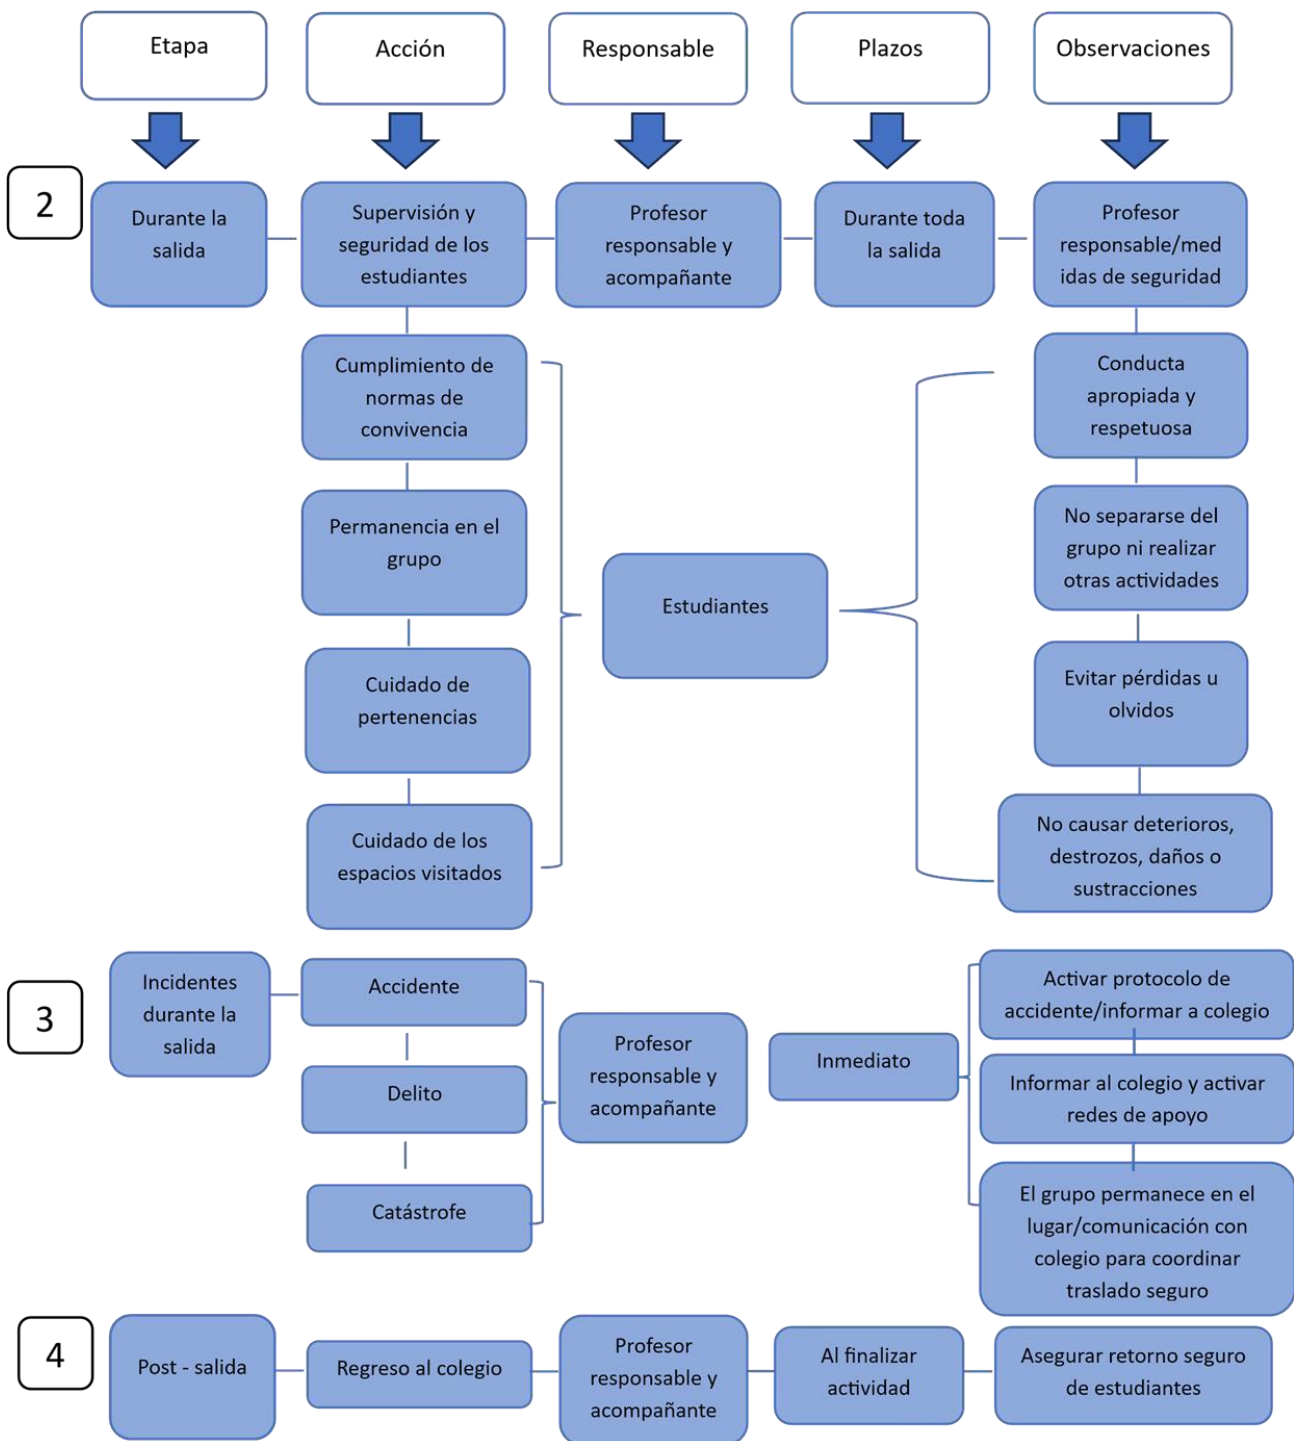 Etapa
Acción
Responsable
Plazos
Observaciones
2
Durante la
salida
Supervisión y
seguridad de los
estudiantes
Profesor
responsable y
acompañante
Durante toda
la salida
Profesor
responsable/med
idas de seguridad
Cumplimiento de
normas de
convivencia
Permanencia en el
grupo
Cuidado de
pertenencias
Cuidado de los
espacios visitados
Estudiantes
Conducta
apropiada y
respetuosa
No separarse del
grupo ni realizar
otras actividades
Evitar pérdidas u
olvidos
No causar deterioros,
destrozos, daños o
sustracciones
3
Incidentes
durante la
salida
Accidente
Delito
Catástrofe
Profesor
responsable y
acompañante
Inmediato
Activar protocolo de
accidente/informar a colegio
Informar al colegio y activar
redes de apoyo
El grupo permanece en el
lugar/comunicación con
colegio para coordinar
traslado seguro
4
Post - salida
Regreso al colegio
Profesor
responsable y
acompañante
Al finalizar
actividad
Asegurar retorno seguro
de estudiantes